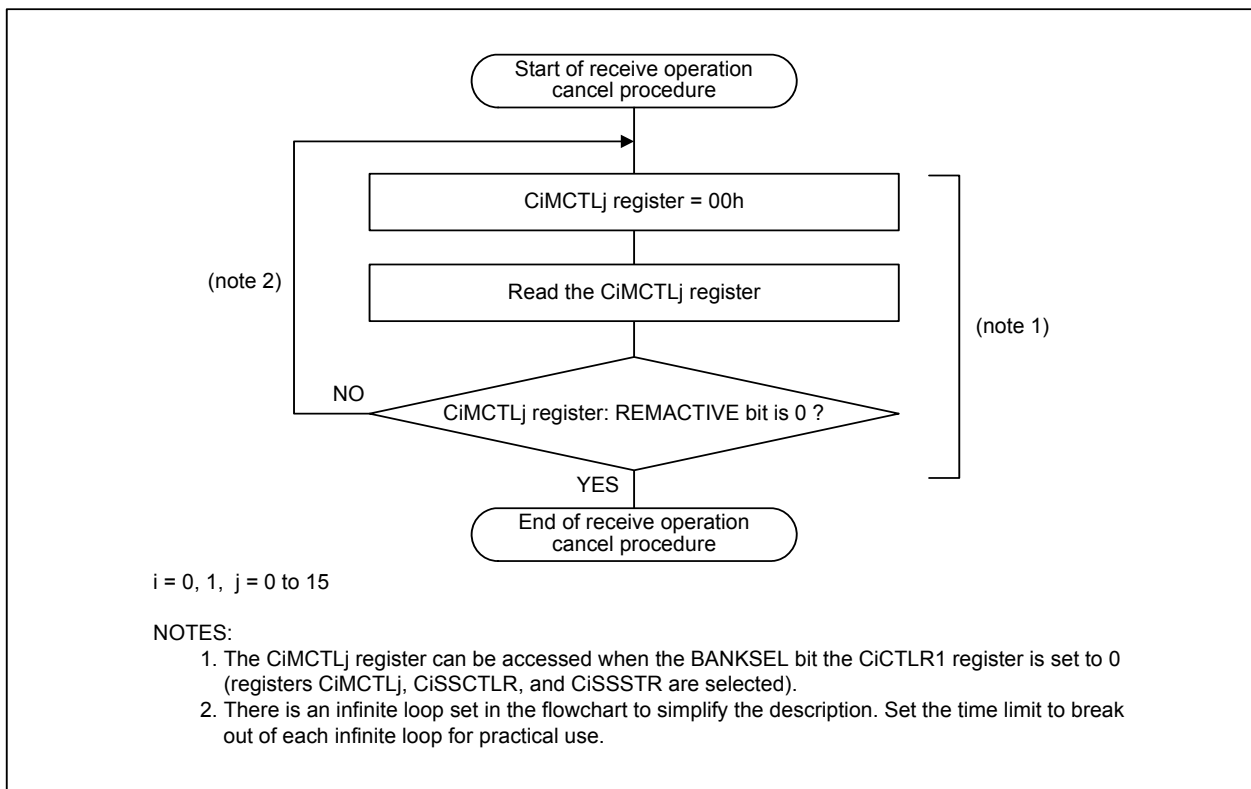 Start of receive operation
cancel procedure
CiMCTLj register = 00h
(note 2)
Read the CiMCTLj register
(note 1)
NO
CiMCTLj register: REMACTIVE bit is 0 ?
YES
End of receive operation
cancel procedure
i = 0, 1, j = 0 to 15
NOTES:
1. The CiMCTLj register can be accessed when the BANKSEL bit the CiCTLR1 register is set to 0
(registers CiMCTLj, CiSSCTLR, and CiSSSTR are selected).
2. There is an infinite loop set in the flowchart to simplify the description. Set the time limit to break
out of each infinite loop for practical use.